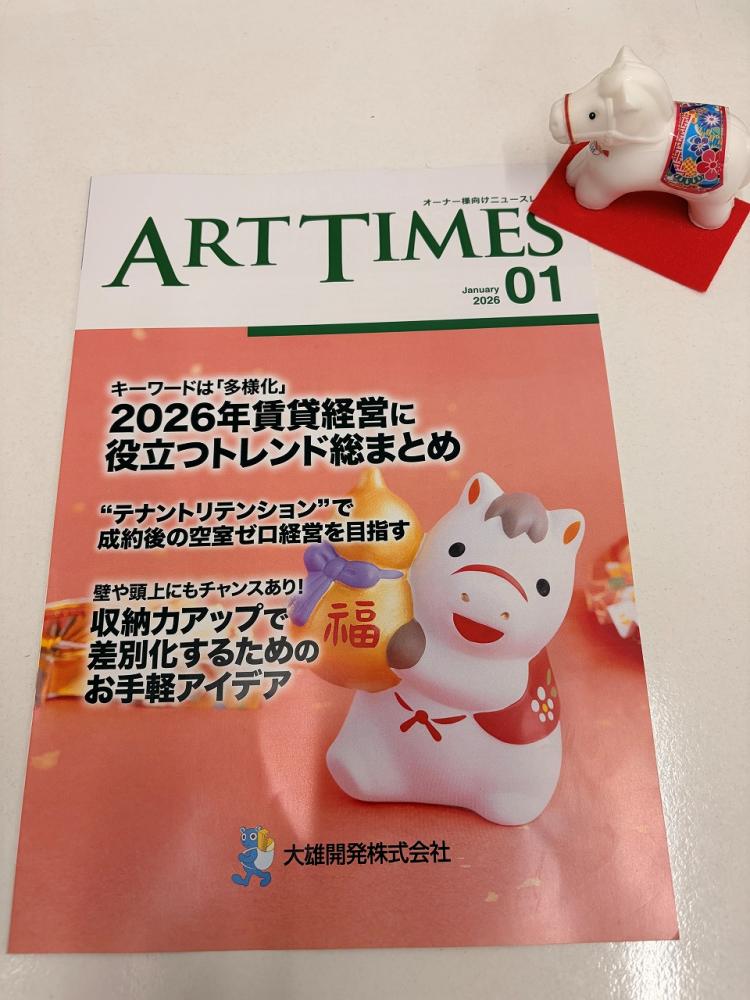 オーナー様向けニュースレ
ART TIMES
January
2026
01
キーワードは「多様化」
2026年賃貸経営に
役立つトレンド総まとめ
“テナントリテンション”で
成約後の空室ゼロ経営を目指す
壁や頭上にもチャンスあり!
収納力アップで
差別化するための
お手軽アイデア
福
大雄開発株式会社